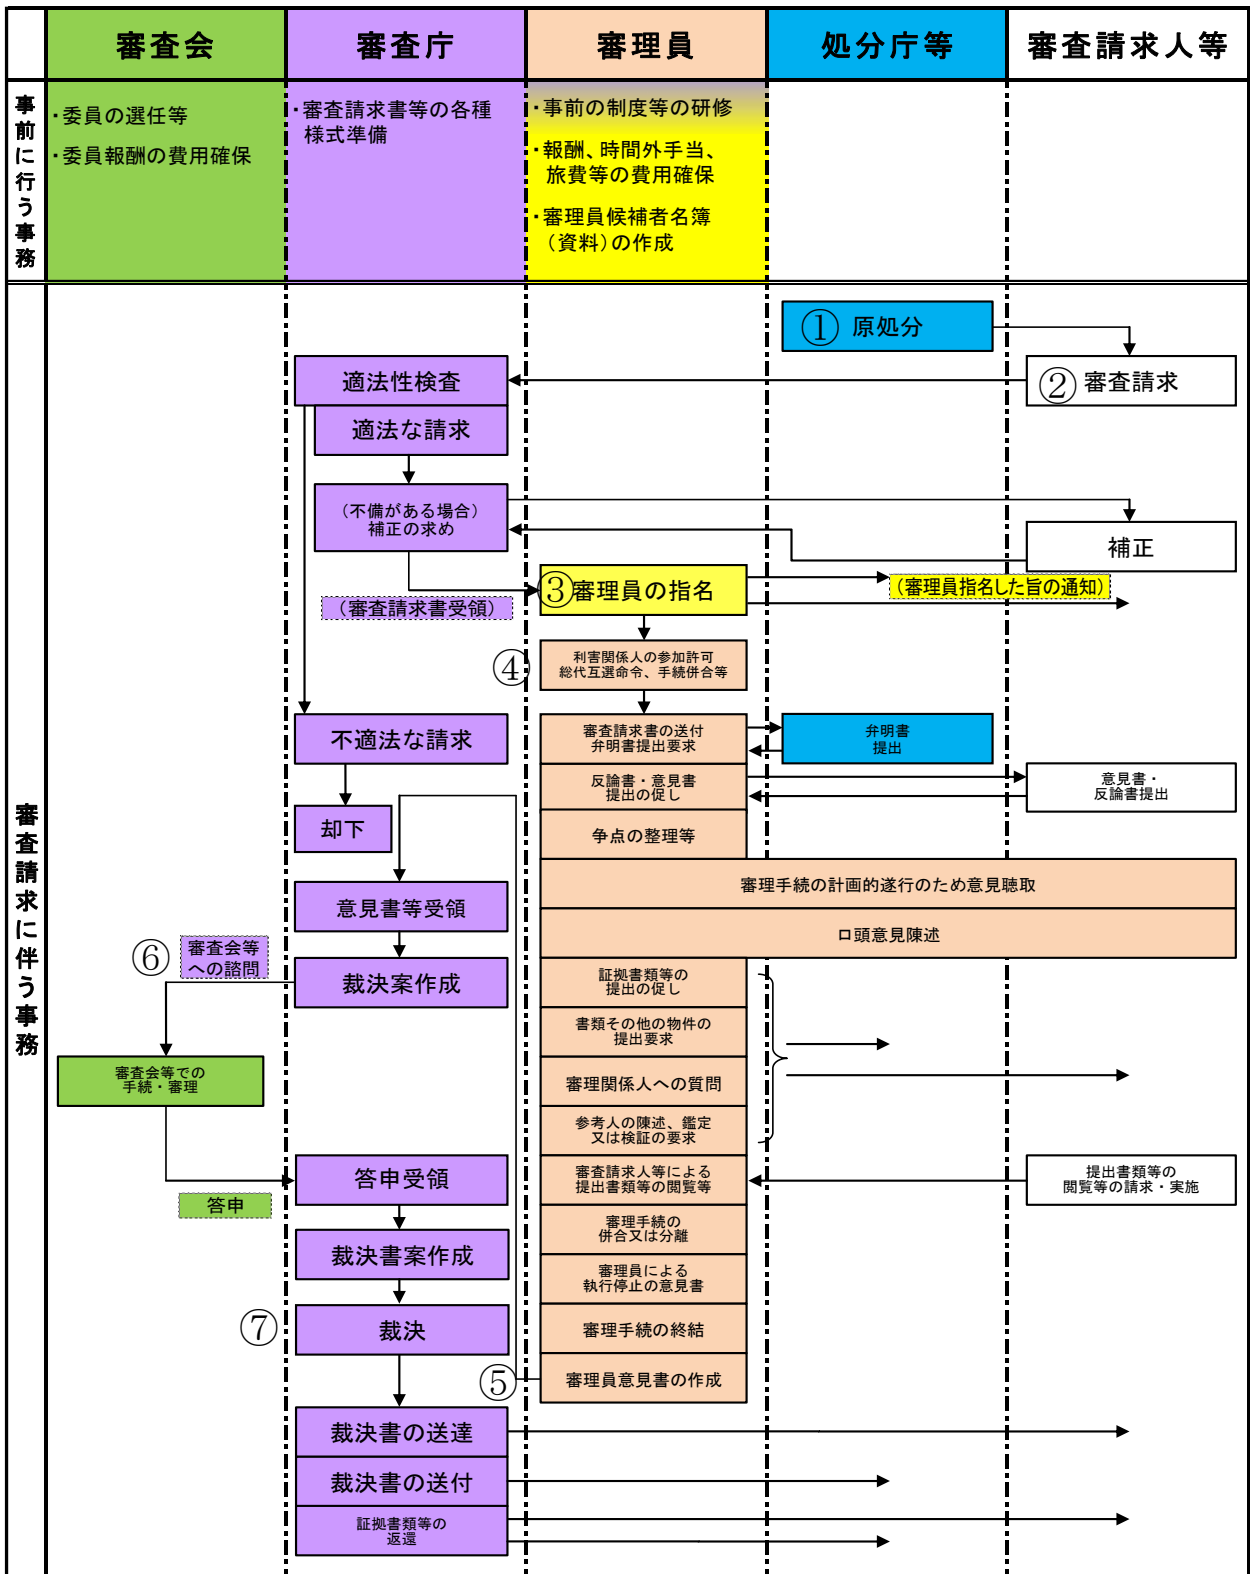 審査会
審査庁
審理員
処分庁等
審査請求人等
事前に行う事務
・委員の選任等
・委員報酬の費用確保
・審査請求書等の各種
様式準備
・事前の制度等の研修
・報酬、時間外手当、
旅費等の費用確保
・審理員候補者名簿
（資料）の作成
審査請求に伴う事務
① 原処分
② 審査請求
適法性検査
適法な請求
（不備がある場合）
補正の求め
補正
（審査請求書受領）
③ 審理員の指名
（審理員指名した旨の通知）
④
利害関係人の参加許可
総代互選命令、手続併合等
不適法な請求
審査請求書の送付
弁明書提出要求
弁明書
提出
反論書・意見書
提出の促し
意見書・
反論書提出
却下
争点の整理等
審理手続の計画的遂行のため意見聴取
意見書等受領
口頭意見陳述
⑥
審査会等
への諮問
裁決案作成
証拠書類等の
提出の促し
書類その他の物件の
提出要求
審査会等での
手続・審理
審理関係人への質問
参考人の陳述、鑑定
又は検証の要求
答申受領
審査請求人等による
提出書類等の閲覧等
提出書類等の
閲覧等の請求・実施
答申
審理手続の
併合又は分離
裁決書案作成
審理員による
執行停止の意見書
⑦
裁決
審理手続の終結
⑤
審理員意見書の作成
裁決書の送達
裁決書の送付
証拠書類等の
返還